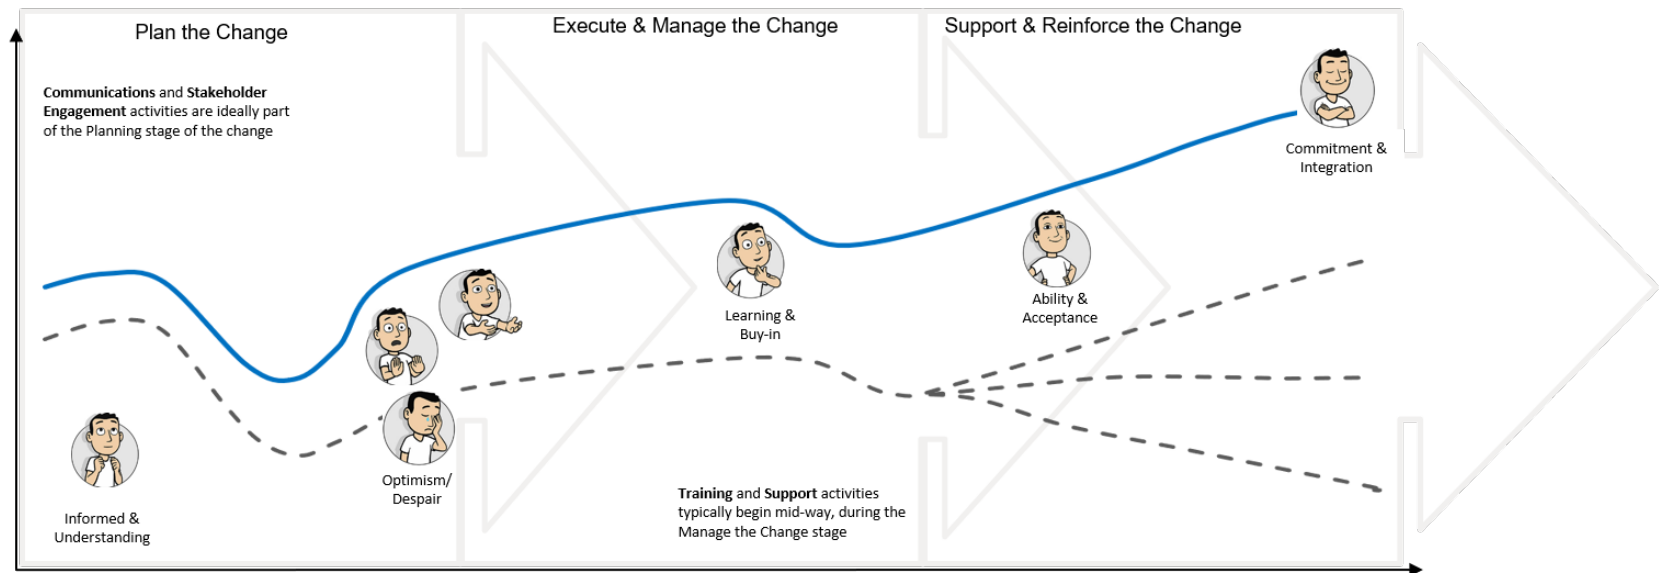 Plan the Change
Execute & Manage the Change
Support & Reinforce the Change
Communications and Stakeholder
Engagement activities are ideally part
of the Planning stage of the change
Commitment &
Integration
Learning &
Buy-in
Ability &
Acceptance
Optimism/
Despair
Informed &
Understanding
Training and Support activities
typically begin mid-way, during the
Manage the Change stage